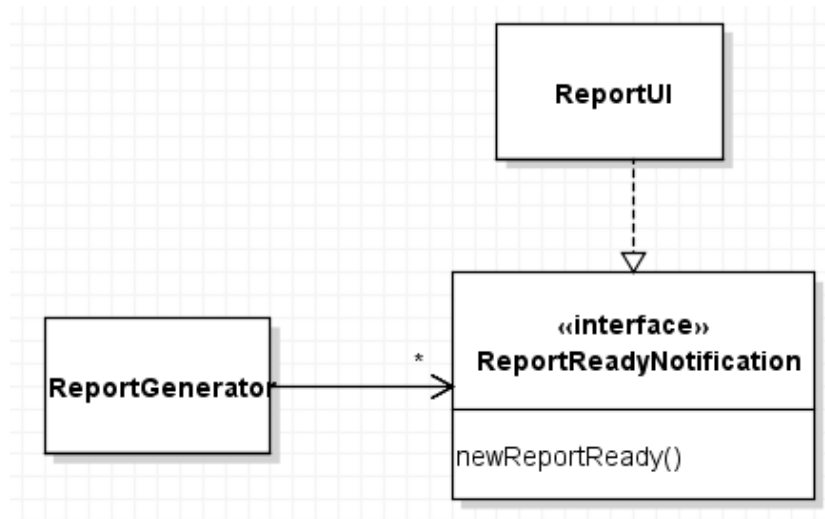 ReportUI
«interface»
ReportReadyNotification
*
ReportGenerator
newReportReady()